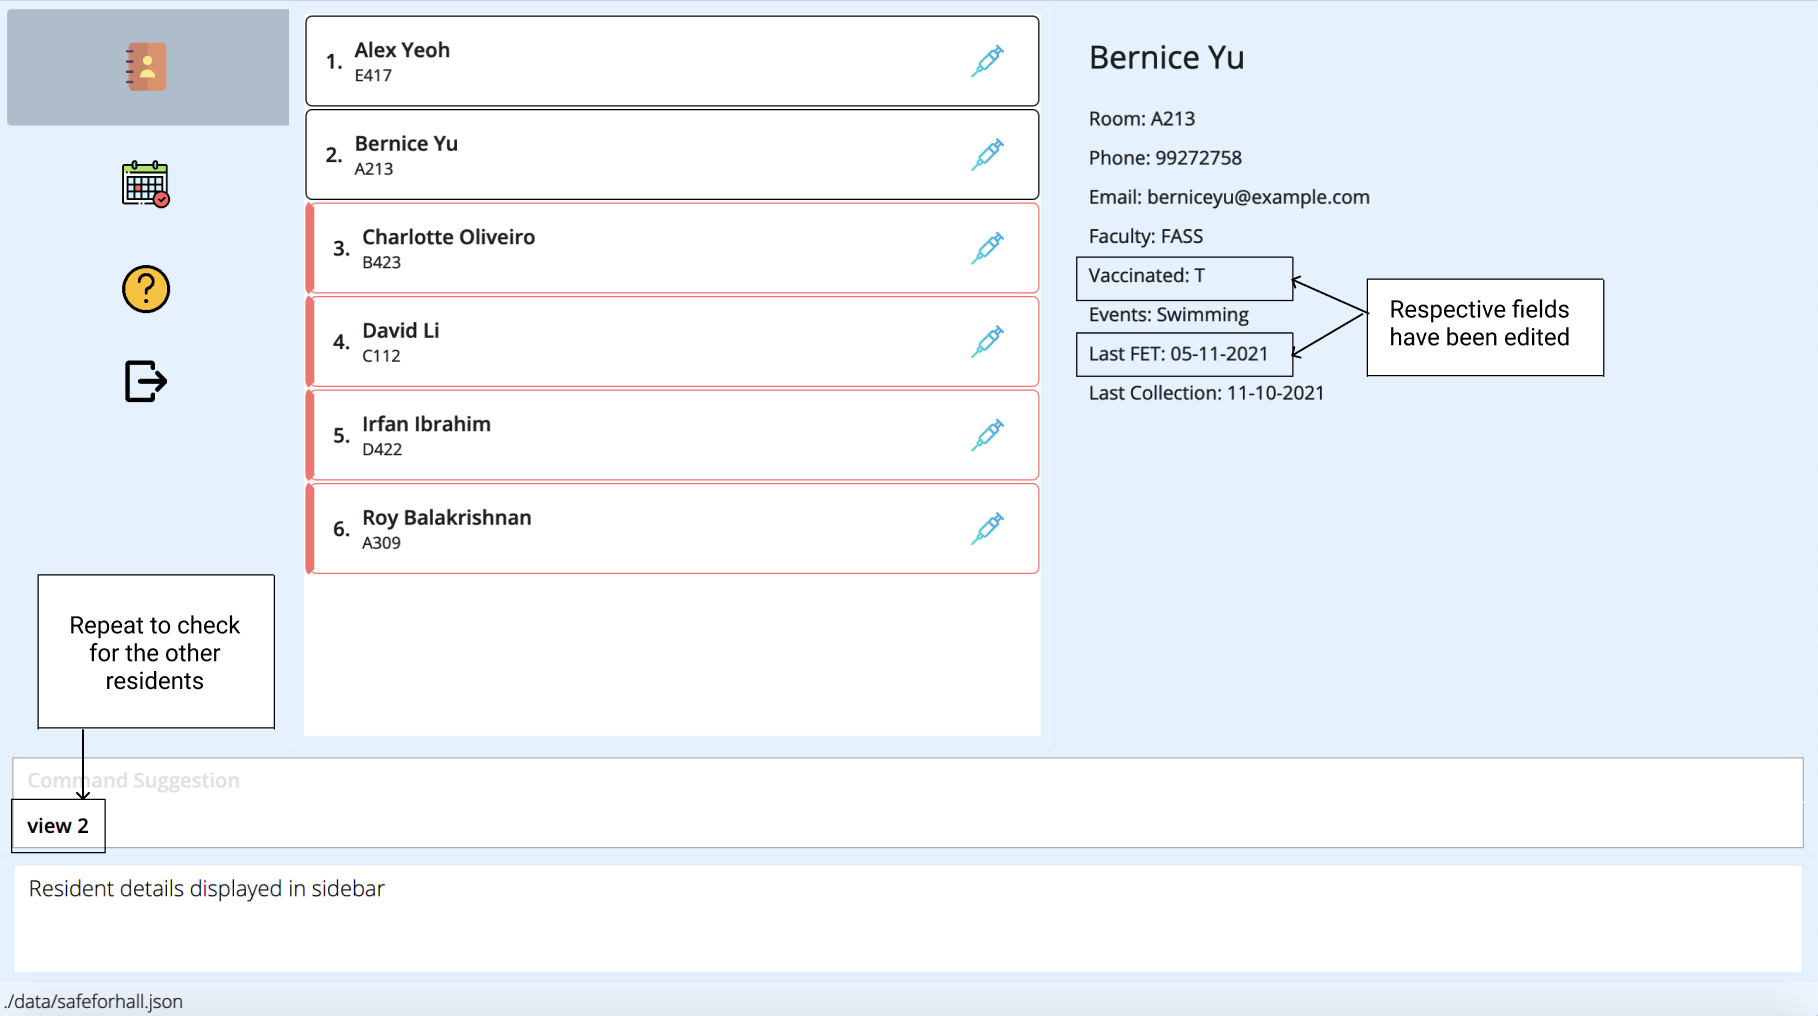 1. Alex Yeoh
E417
2. Bernice Yu
A213
3. Charlotte Oliveiro
B423
4. David Li
C112
5. Irfan Ibrahim
D422
6. Roy Balakrishnan
A309
Bernice Yu
Room: A213
Phone: 99272758
Email: berniceyu@example.com
Faculty: FASS
Vaccinated: T
Events: Swimming
Last FET: 05-11-2021
Last Collection: 11-10-2021
Respective fields
have been edited
Repeat to check
for the other
residents
Command Suggestion
view 2
Resident details displayed in sidebar
./data/safeforhall.json